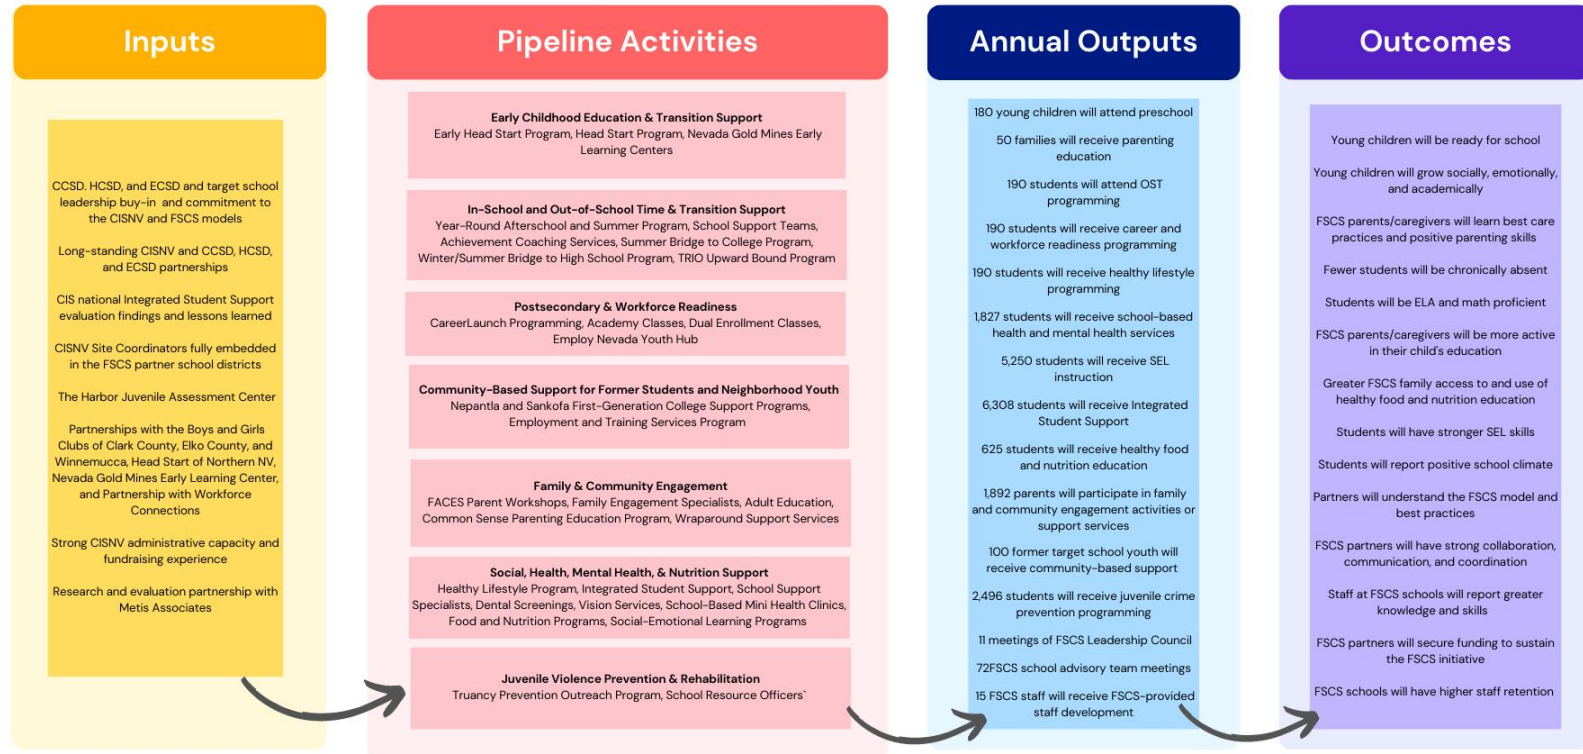 Inputs
CCSD. HCSD, and ECSD and target school
leadership buy-in and commitment to
the CISNV and FSCS models
Long-standing CISNV and CCSD, HCSD,
and ECSD partnerships
CIS national Integrated Student Support
evaluation findings and lessons learned
CISNV Site Coordinators fully embedded
in the FSCS partner school districts
The Harbor Juvenile Assessment Center
Partnerships with the Boys and Girls
Clubs of Clark County, Elko County, and
Winnemucca, Head Start of Northern NV,
Nevada Gold Mines Early Learning Center,
and Partnership with Workforce
Connections
Strong CISNV administrative capacity and
fundraising experience
Research and evaluation partnership with
Metis Associates
Pipeline Activities
Early Childhood Education & Transition Support
Early Head Start Program, Head Start Program, Nevada Gold Mines Early
Learning Centers
In-School and Out-of-School Time & Transition Support
Year-Round Afterschool and Summer Program, School Support Teams,
Achievement Coaching Services, Summer Bridge to College Program,
Winter/Summer Bridge to High School Program, TRIO Upward Bound Program
Postsecondary & Workforce Readiness
CareerLaunch Programming, Academy Classes, Dual Enrollment Classes,
Employ Nevada Youth Hub
Community-Based Support for Former Students and Neighborhood Youth
Nepantla and Sankofa First-Generation College Support Programs,
Employment and Training Services Program
Family & Community Engagement
FACES Parent Workshops, Family Engagement Specialists, Adult Education,
Common Sense Parenting Education Program, Wraparound Support Services
Social, Health, Mental Health, & Nutrition Support
Healthy Lifestyle Program, Integrated Student Support, School Support
Specialists, Dental Screenings, Vision Services, School-Based Mini Health Clinics,
Food and Nutrition Programs, Social-Emotional Learning Programs
Juvenile Violence Prevention & Rehabilitation
Truancy Prevention Outreach Program, School Resource Officers`
Annual Outputs
180 young children will attend preschool
50 families will receive parenting
education
190 students will attend OST
programming
190 students will receive career and
workforce readiness programming
190 students will receive healthy lifestyle
programming
1,827 students will receive school-based
health and mental health services
5,250 students will receive SEL
instruction
6,308 students will receive Integrated
Student Support
625 students will receive healthy food
and nutrition education
1,892 parents will participate in family
and community engagement activities or
support services
100 former target school youth will
receive community-based support
2,496 students will receive juvenile crime
prevention programming
11 meetings of FSCS Leadership Council
72FSCS school advisory team meetings
15 FSCS staff will receive FSCS-provided
staff development
Outcomes
Young children will be ready for school
Young children will grow socially, emotionally,
and academically
FSCS parents/caregivers will learn best care
practices and positive parenting skills
Fewer students will be chronically absent
Students will be ELA and math proficient
FSCS parents/caregivers will be more active
in their child's education
Greater FSCS family access to and use of
healthy food and nutrition education
Students will have stronger SEL skills
Students will report positive school climate
Partners will understand the FSCS model and
best practices
FSCS partners will have strong collaboration,
communication, and coordination
Staff at FSCS schools will report greater
knowledge and skills
FSCS partners will secure funding to sustain
the FSCS initiative
FSCS schools will have higher staff retention